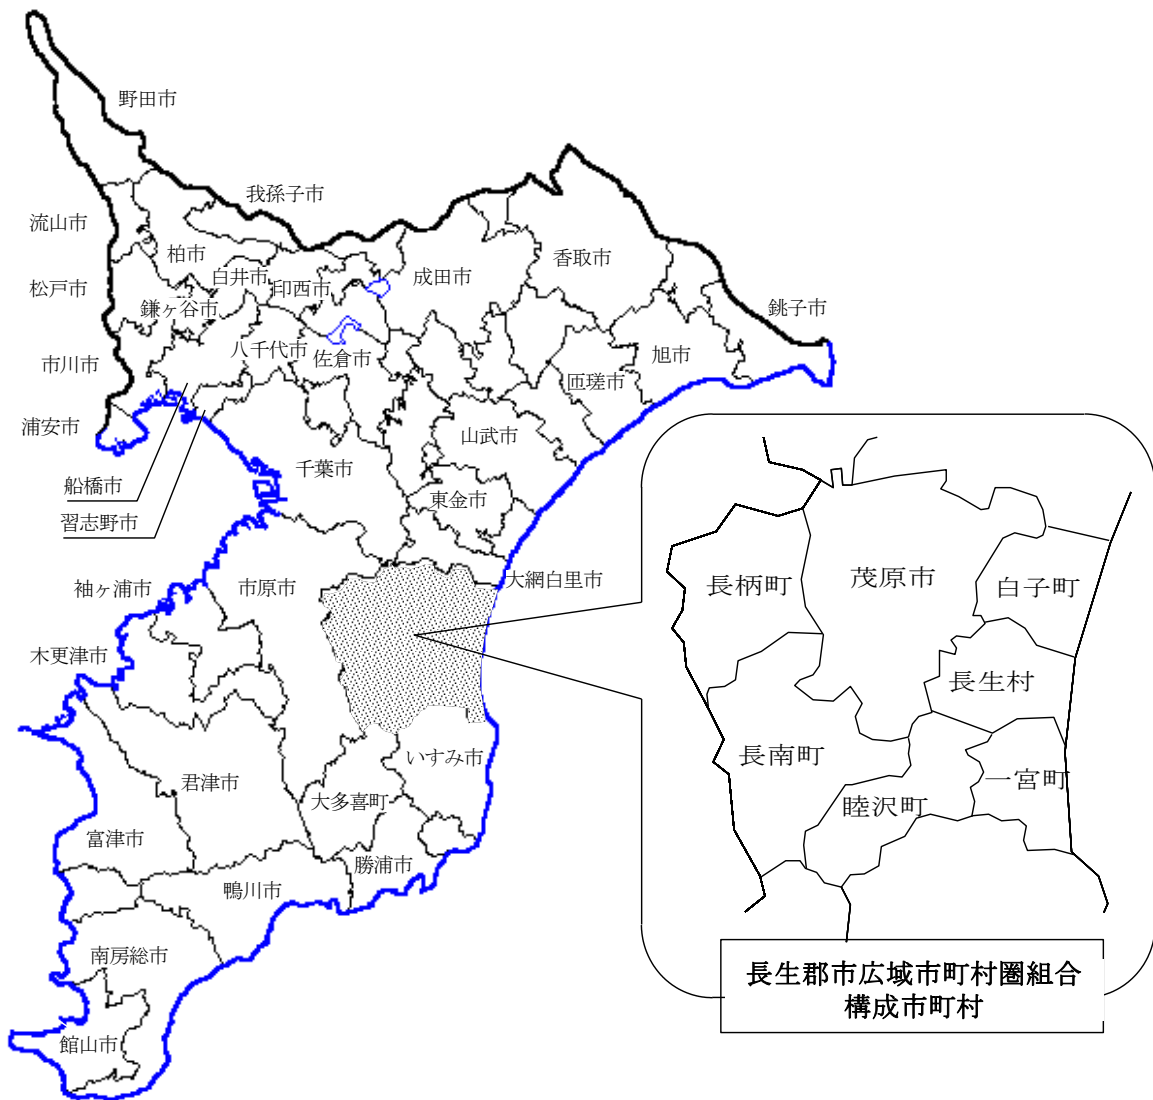 野田市
我孫子市
流山市
柏市
白井市
印西市
成田市
香取市
松戸市
鎌ヶ谷市
銚子市
市川市
八千代市
佐倉市
旭市
匝瑳市
浦安市
山武市
千葉市
船橋市
東金市
習志野市
袖ヶ浦市
市原市
大網白里市
木更津市
いすみ市
君津市
大多喜町
富津市
勝浦市
鴨川市
南房総市
館山市
長柄町
茂原市
白子町
長生村
長南町
一宮町
睦沢町
長生郡市広域市町村圏組合
構成市町村